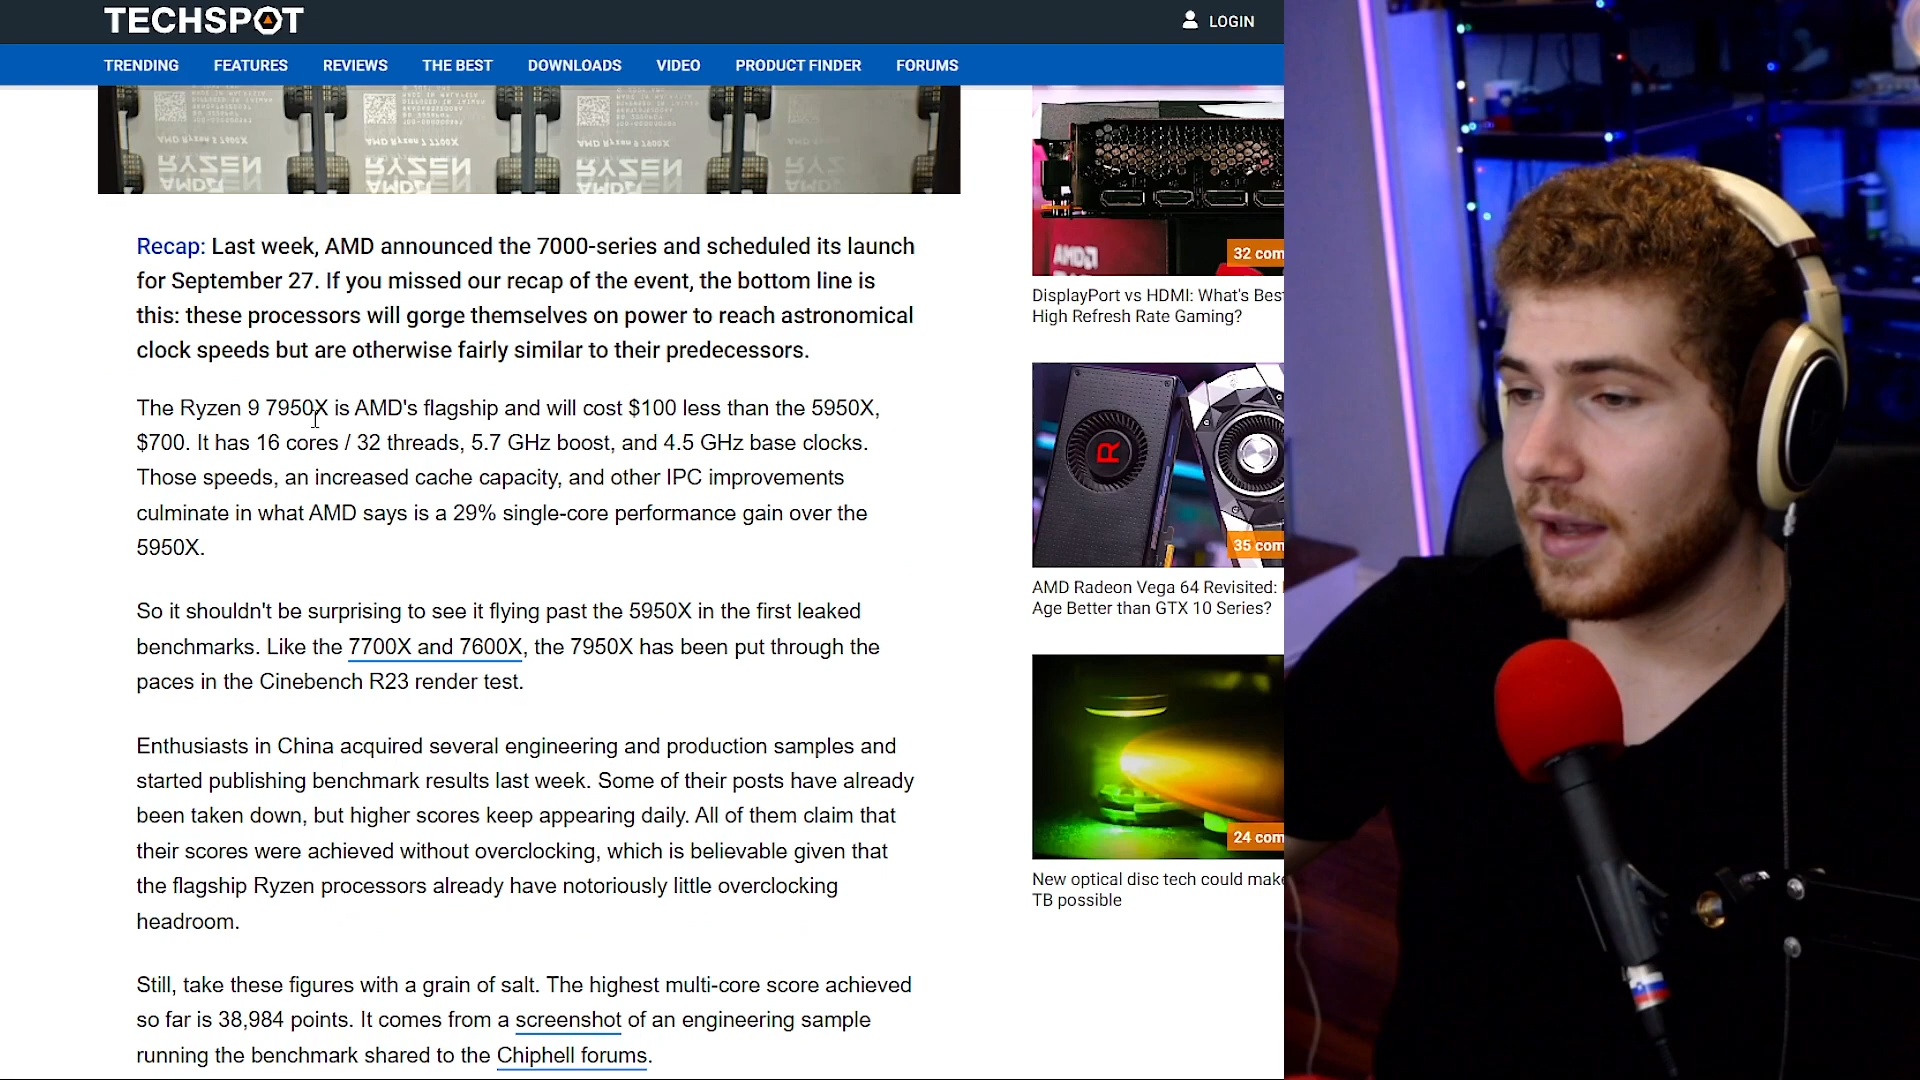 TECHSPOT
LOGIN
TRENDING FEATURES REVIEWS THE BEST DOWNLOADS VIDEO PRODUCT FINDER FORUMS
AMD Ryzen 7 7700X
RYZEN
AMD
RYZEN
AMD
RYZEN
RYZEN
Recap: Last week, AMD announced the 7000-series and scheduled its launch
for September 27. If you missed our recap of the event, the bottom line is
this: these processors will gorge themselves on power to reach astronomical
clock speeds but are otherwise fairly similar to their predecessors.
The Ryzen 9 7950X is AMD's flagship and will cost $100 less than the 5950X,
$700. It has 16 cores / 32 threads, 5.7 GHz boost, and 4.5 GHz base clocks.
Those speeds, an increased cache capacity, and other IPC improvements
culminate in what AMD says is a 29% single-core performance gain over the
5950X.
So it shouldn't be surprising to see it flying past the 5950X in the first leaked
benchmarks. Like the 7700X and 7600X, the 7950X has been put through the
paces in the Cinebench R23 render test.
Enthusiasts in China acquired several engineering and production samples and
started publishing benchmark results last week. Some of their posts have already
been taken down, but higher scores keep appearing daily. All of them claim that
their scores were achieved without overclocking, which is believable given that
the flagship Ryzen processors already have notoriously little overclocking
headroom.
Still, take these figures with a grain of salt. The highest multi-core score achieved
so far is 38,984 points. It comes from a screenshot of an engineering sample
running the benchmark shared to the Chiphell forums.
AMD
32 com
DisplayPort vs HDMI: What's Bes
High Refresh Rate Gaming?
R
35 com
AMD Radeon Vega 64 Revisited:
Age Better than GTX 10 Series?
24 com
New optical disc tech could make
TB possible